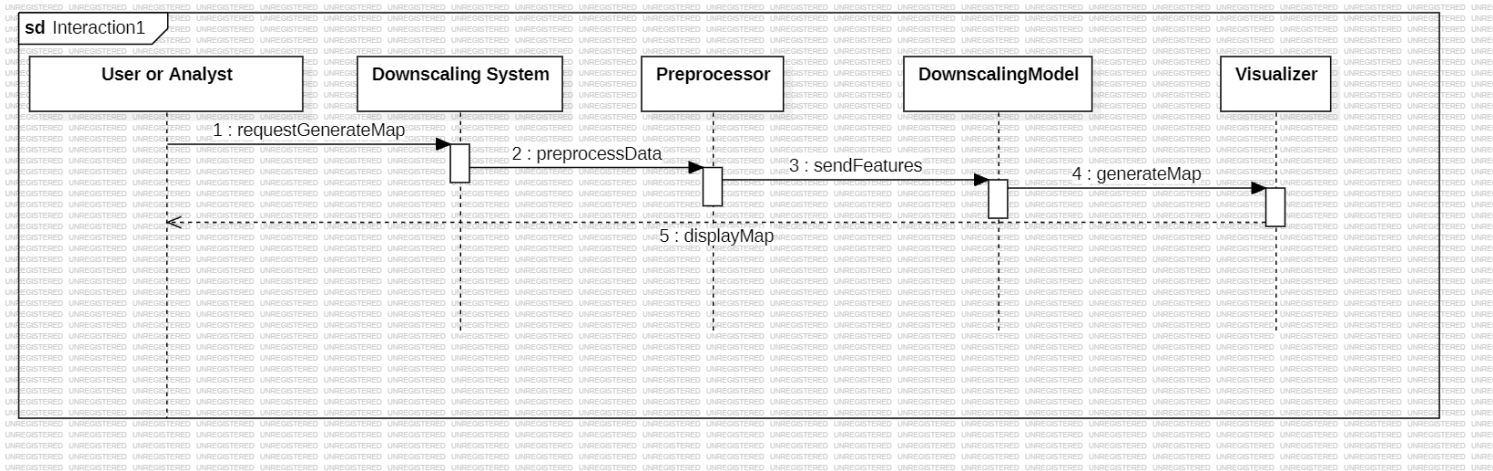 sd Interaction1
User or Analyst
Downscaling System
Preprocessor
DownscalingModel
Visualizer
1 : requestGenerateMap
2 : preprocessData
3 : sendFeatures
4 : generateMap
5 : displayMap
UNREGISTERED